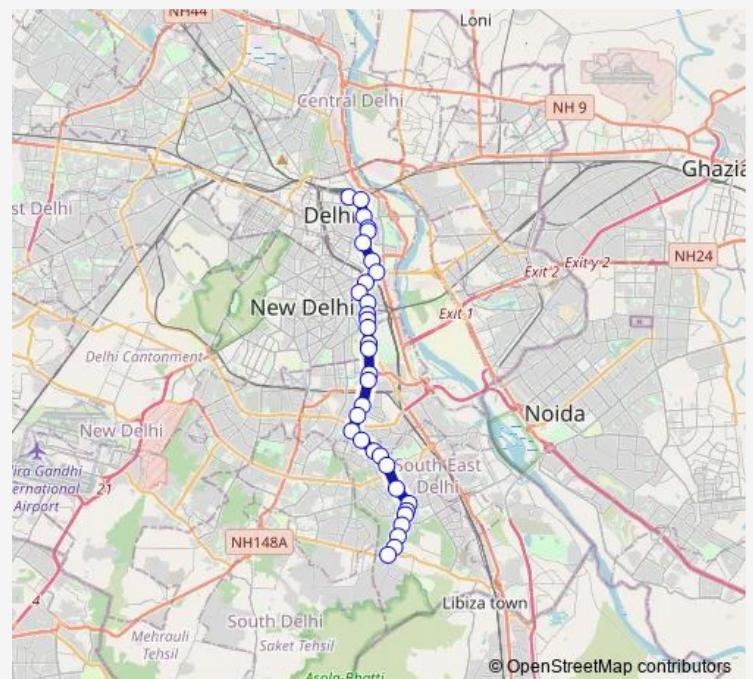 NH44
Loni
Central Delhi
NH 9
Ghazia
st Delhi
Delhi
NH24
Exit 2
Exit y 2
New Delhi
Exit 1
Delhi Cantonment
Noida
New Delhi
ira Gandhi
ernational
Airport
21
South East
Delhi
NH148A
4
Libiza town
South Delhi
Mehrauli
Tehsil
Saket Tehsil
Asola-Bhatti
© OpenStreetMap contributors